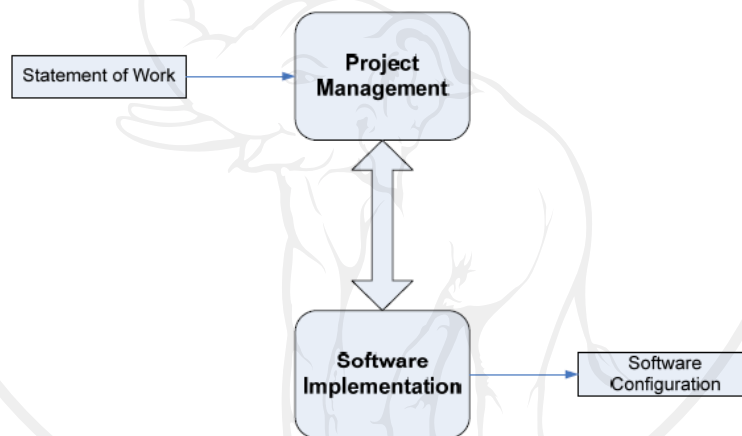 Project
Management
Statement of Work
Software
Implementation
Software
Configuration